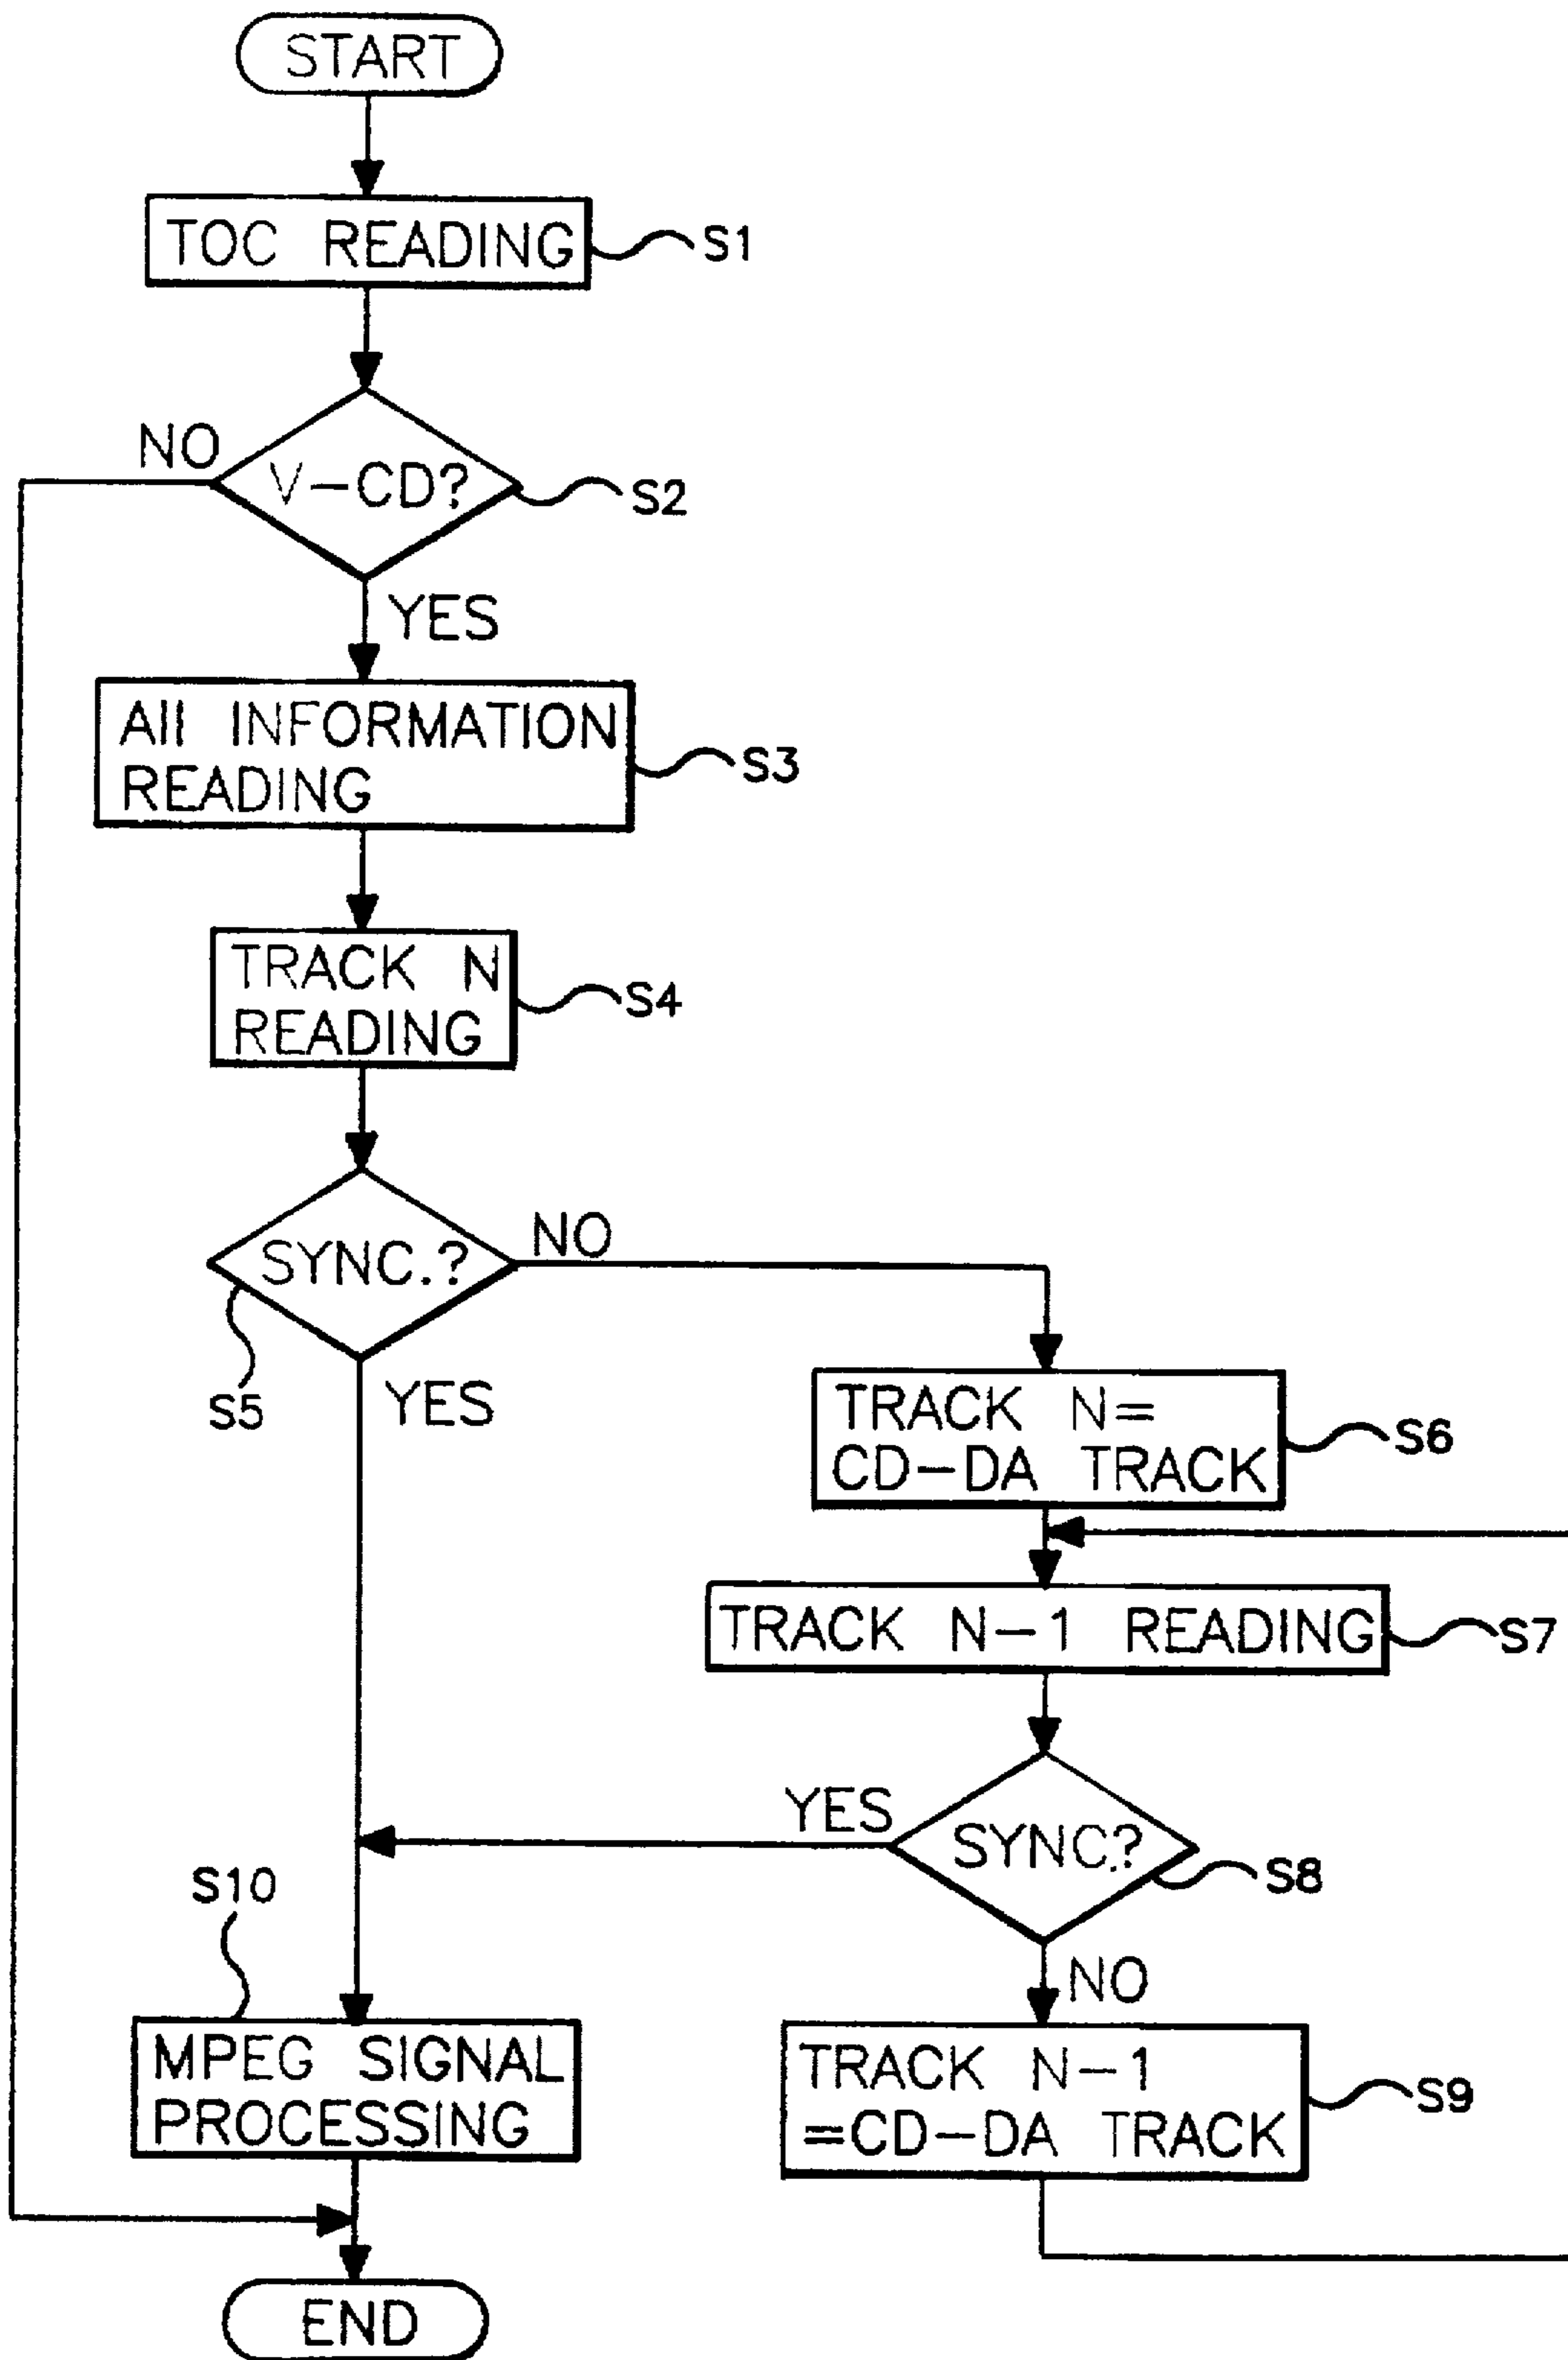 START
TOC READING
S1
NO
V-CD?
S2
YES
All INFORMATION
READING
S3
TRACK N
READING
S4
SYNC.?
NO
S5
YES
TRACK N=
CD-DA TRACK
S6
TRACK N-1 READING
S7
YES
SYNC.?
S8
S10
NO
MPEG SIGNAL
PROCESSING
TRACK N-1
=CD-DA TRACK
S9
END